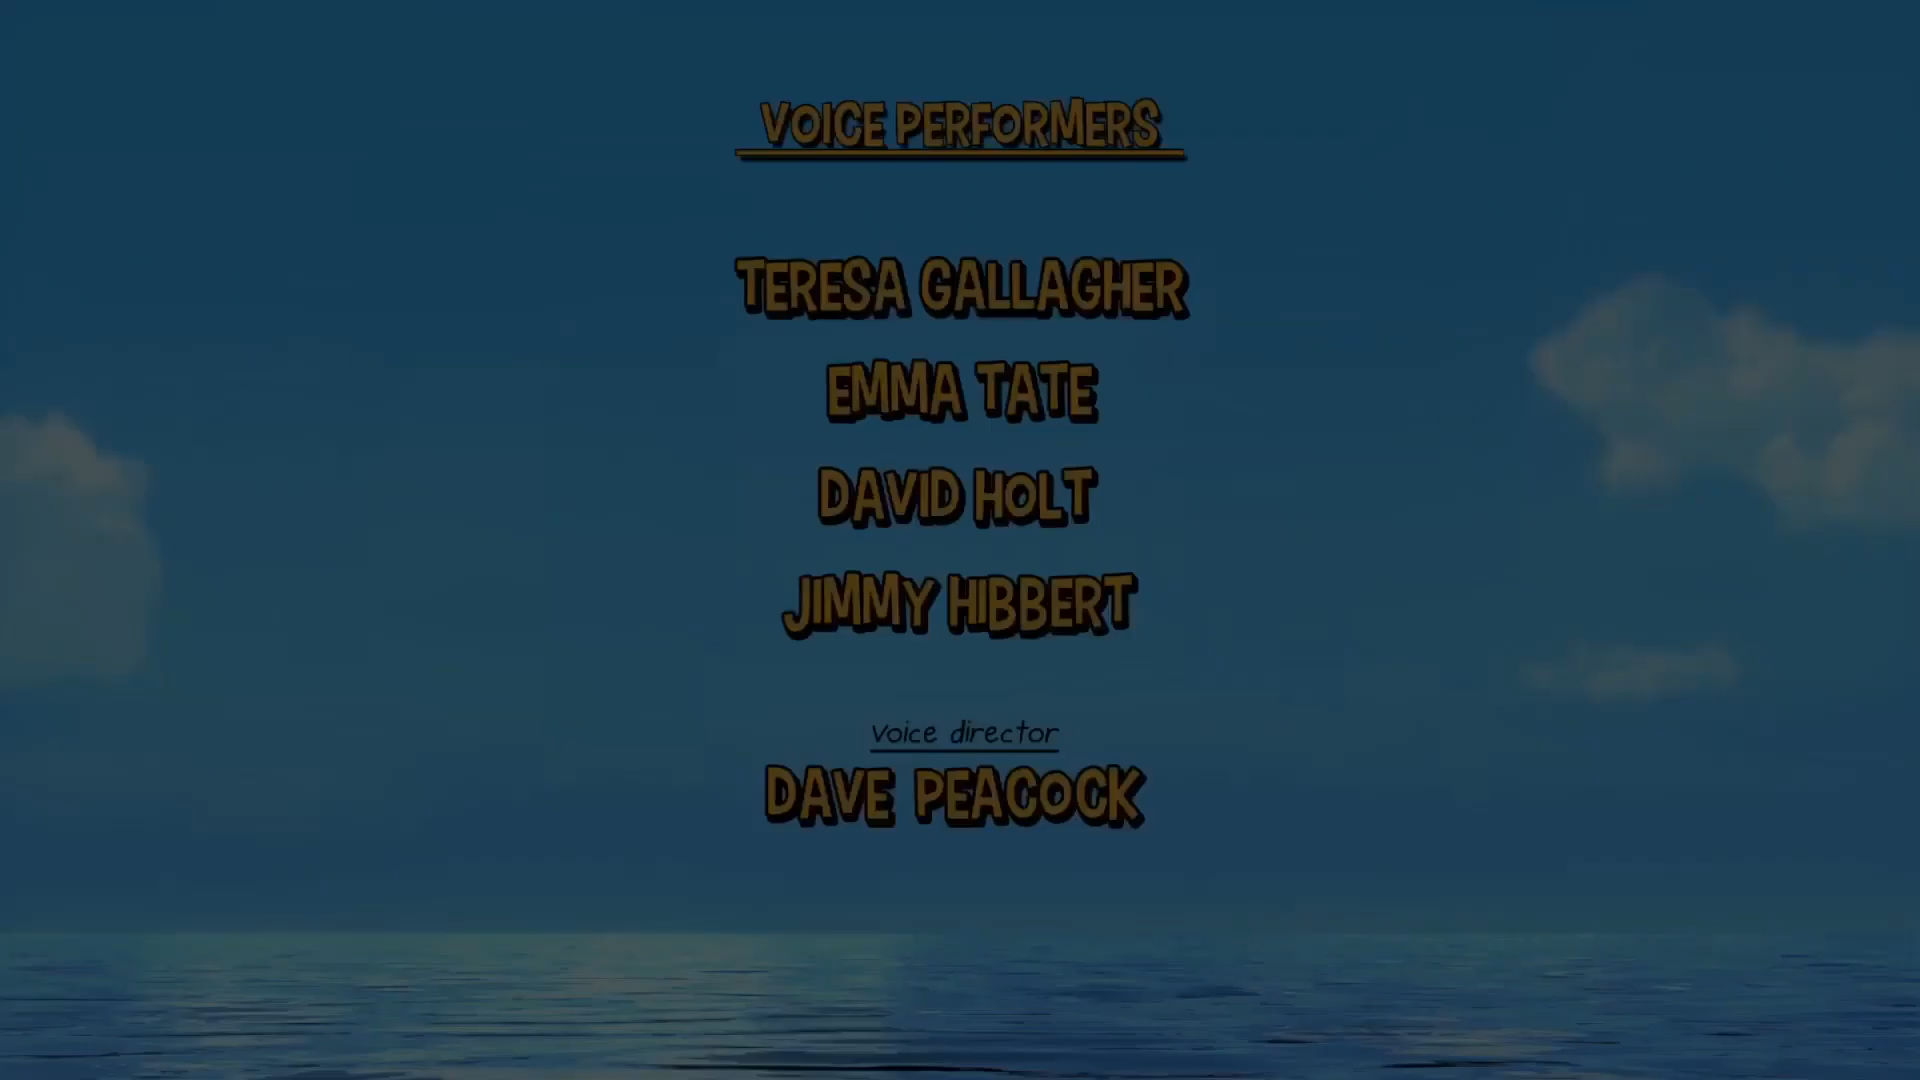 VOICE PERFORMERS
TERESA GALLAGHER
EMMA TATE
DAVID HOLT
JIMMY HIBBERT
voice director
DAVE PEACOCK